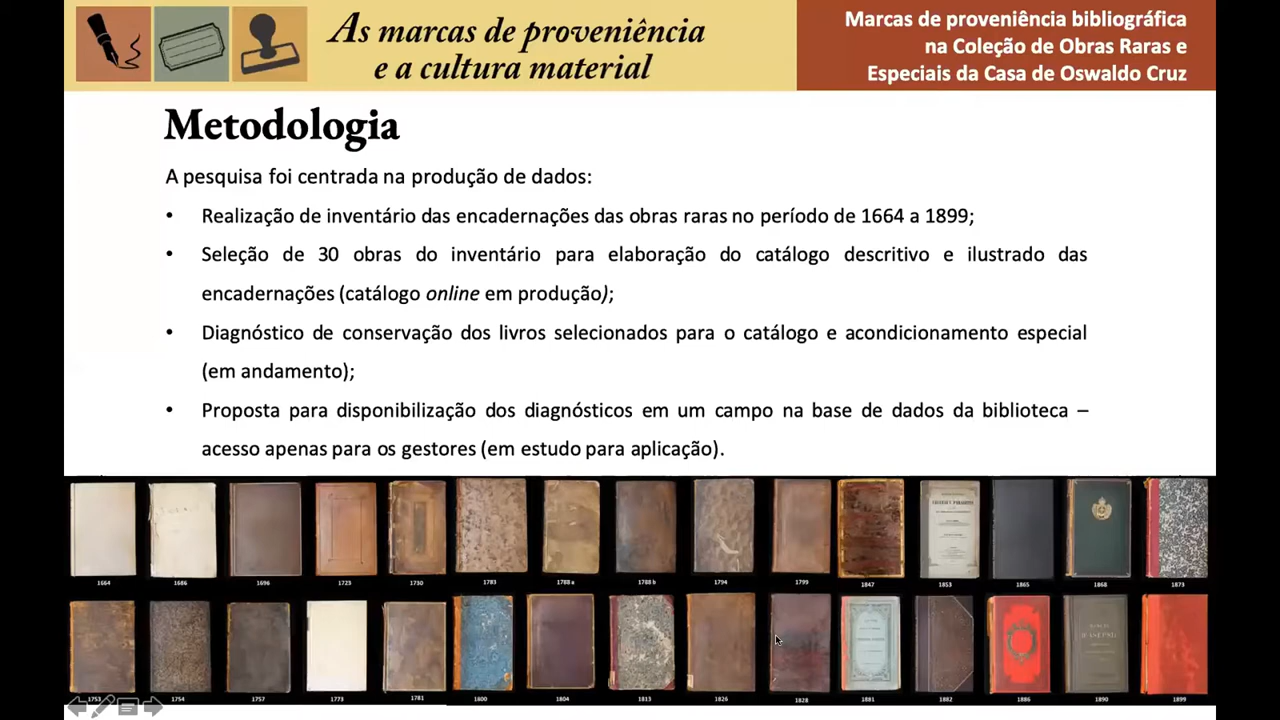 As marcas de proveniência
e a cultura material
Marcas de proveniência bibliográfica
na Coleção de Obras Raras e
Especiais da Casa de Oswaldo Cruz
Metodologia
A pesquisa foi centrada na produção de dados:
• Realização de inventário das encadernações das obras raras no período de 1664 a 1899;
• Seleção de 30 obras do inventário para elaboração do catálogo descritivo e ilustrado das
encadernações (catálogo online em produção);
• Diagnóstico de conservação dos livros selecionados para o catálogo e acondicionamento especial
(em andamento);
• Proposta para disponibilização dos diagnósticos em um campo na base de dados da biblioteca –
acesso apenas para os gestores (em estudo para aplicação).
1664 1686 1696 1723 1730 1783 1788 a 1788 b 1794 1799 1847 1853 1865 1868 1873
1753 1754 1757 1773 1781 1800 1804 1813 1826 1828 1881 1882 1886 1890 1899